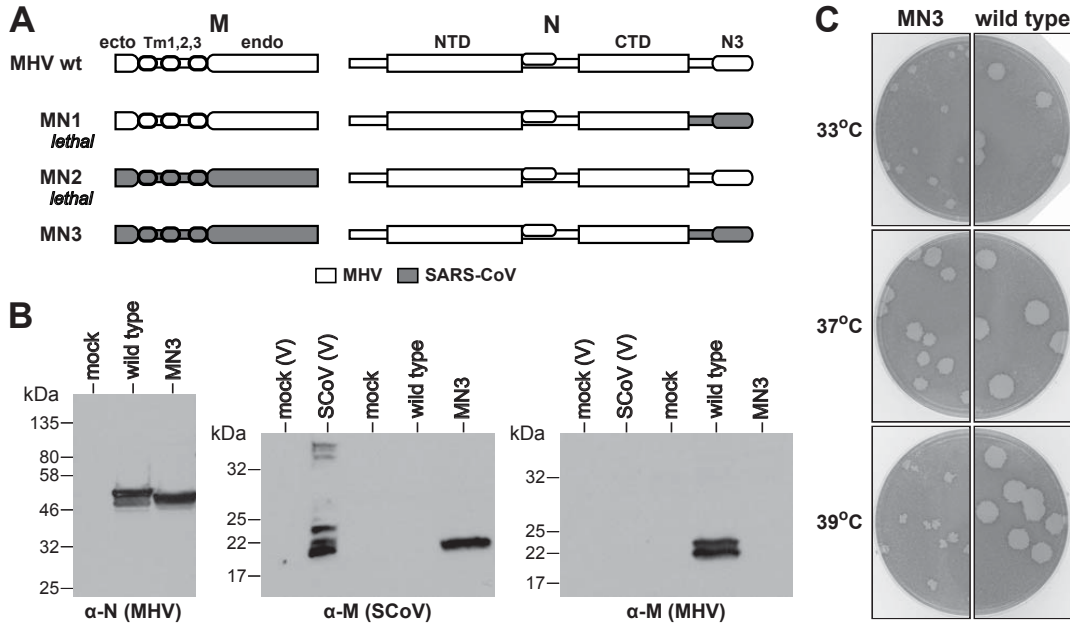 A
M
N
C
MN3 wild type
ecto Tm1,2,3 endo
NTD CTD N3
MHV wt
MN1
lethal
MN2
lethal
MN3
MHV SARS-CoV
33°C
37°C
39°C
B
mock
wild type
MN3
kDa
135
80
58
46
32
25
α-N (MHV)
mock (V)
SCoV (V)
mock
wild type
MN3
kDa
32
25
22
17
α-M (SCoV)
mock (V)
SCoV (V)
mock
wild type
MN3
kDa
32
25
22
17
α-M (MHV)